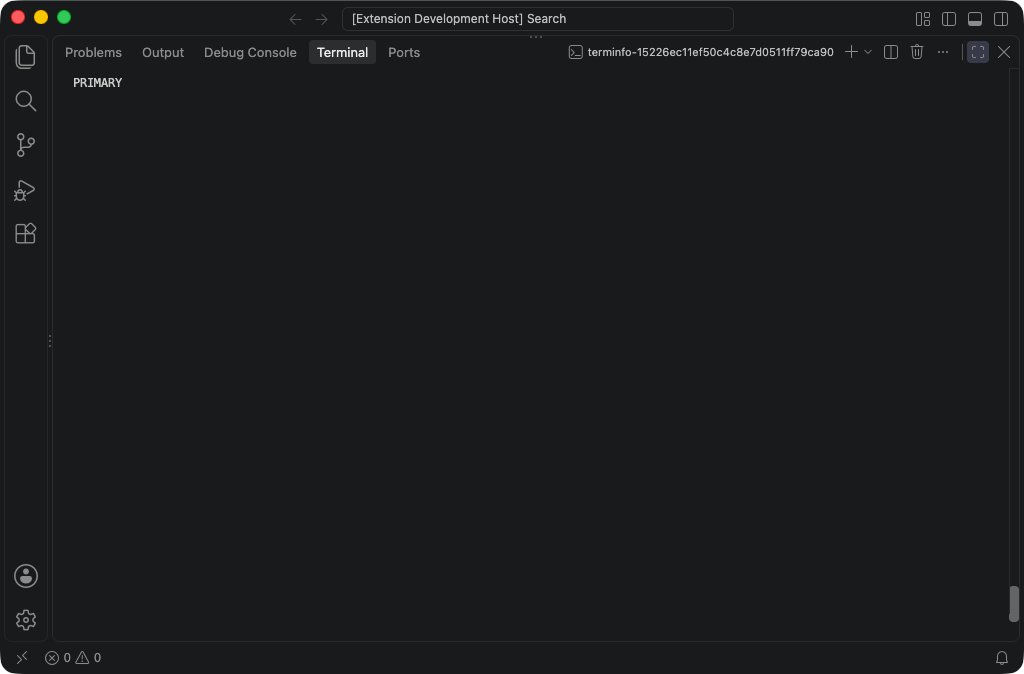 [Extension Development Host] Search
Problems Output Debug Console Terminal Ports terminfo-15226ec11ef50c4c8e7d0511ff79ca90
PRIMARY
0 0